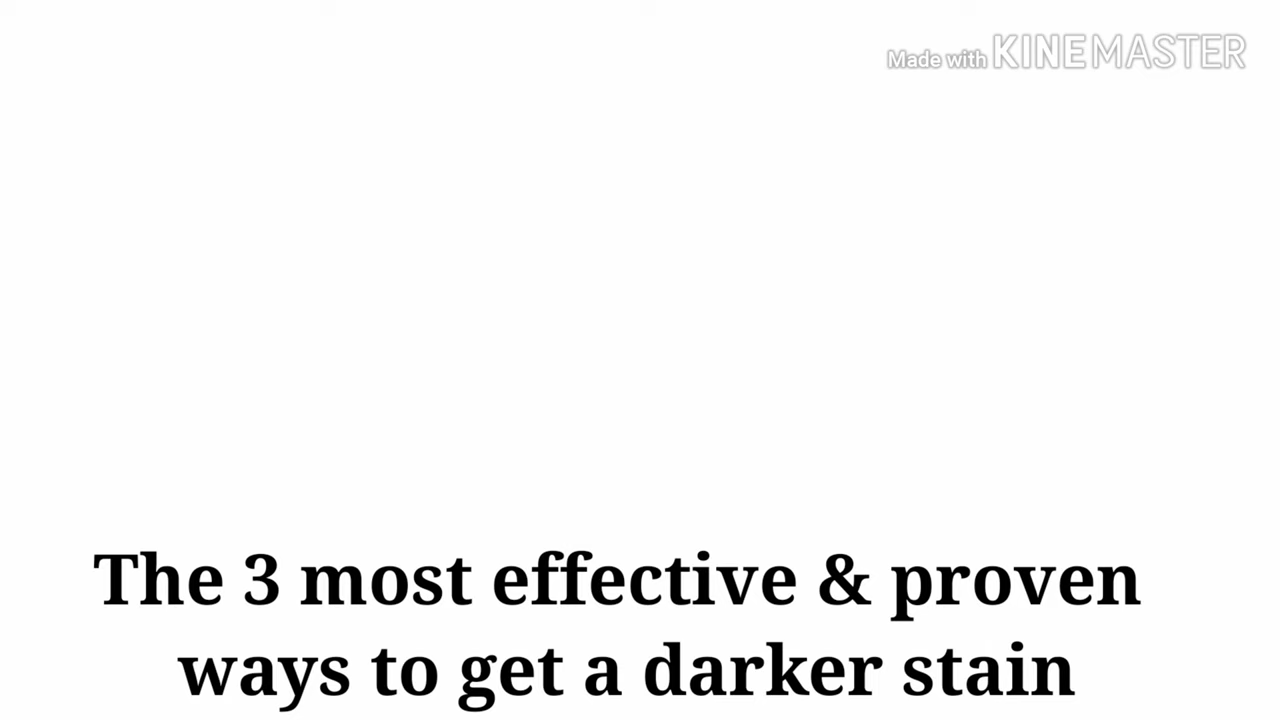 Made with KINEMASTER
The 3 most effective & proven
ways to get a darker stain